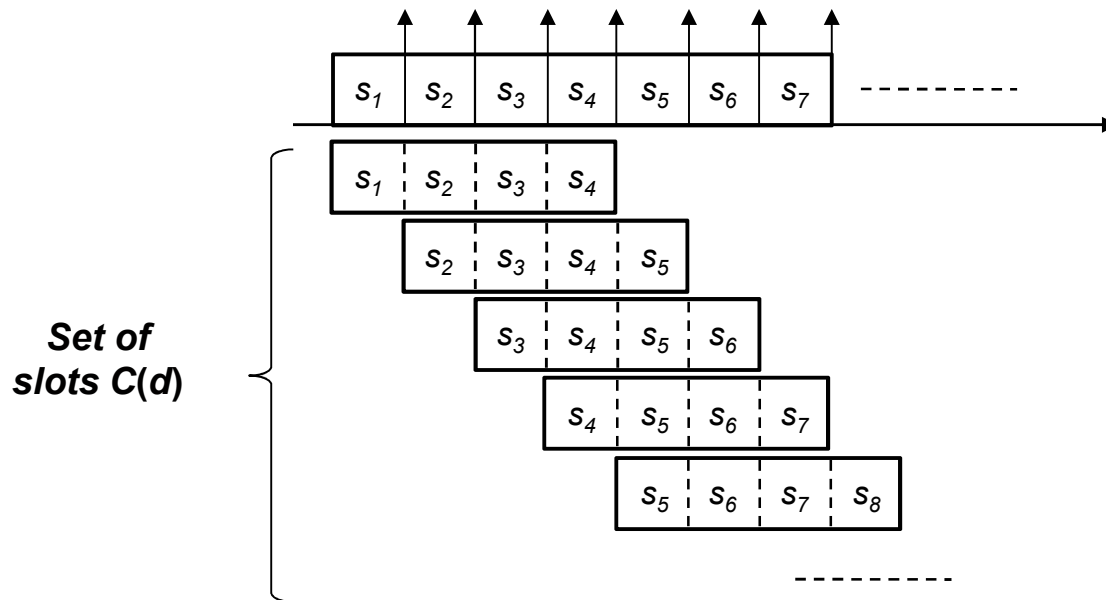 s1 s2 s3 s4 s5 s6 s7
s1 s2 s3 s4
s2 s3 s4 s5
s3 s4 s5 s6
Set of
slots C(d)
s4 s5 s6 s7
s5 s6 s7 s8